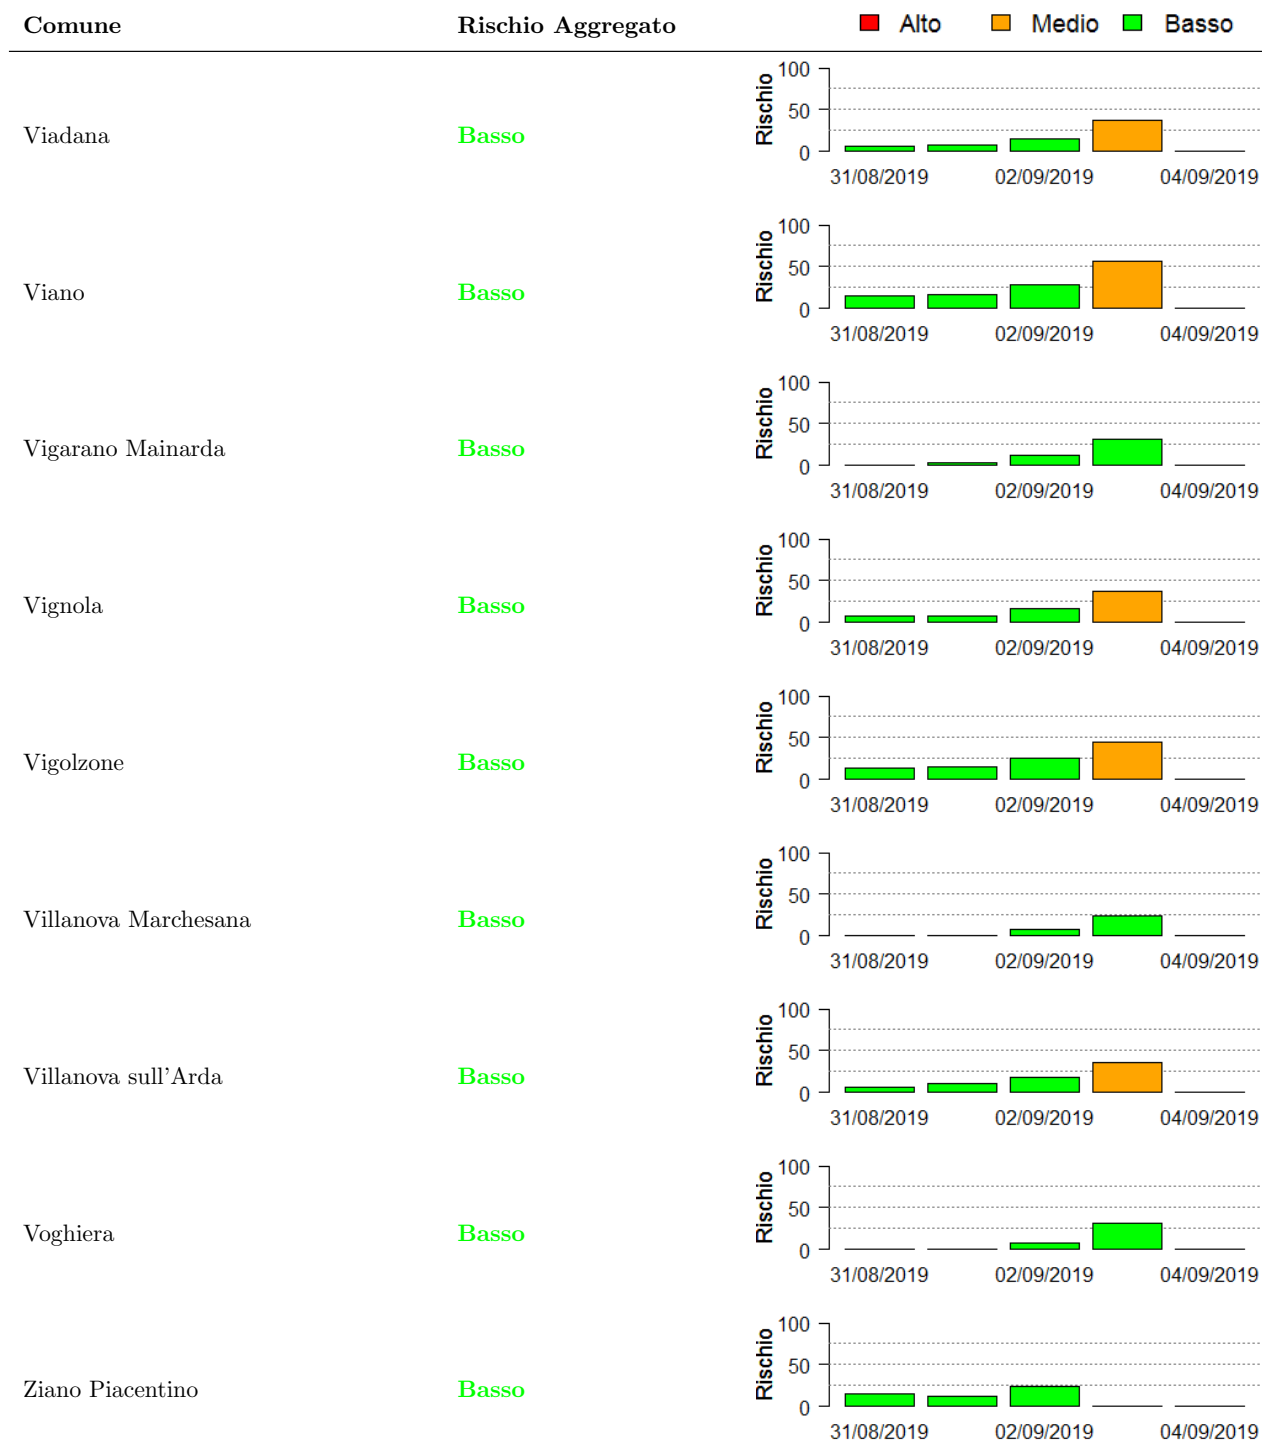 Comune Rischio Aggregato Alto Medio Basso
Viadana Basso Rischio 100 50 0
31/08/2019 02/09/2019 04/09/2019
Viano Basso Rischio 100 50 0
31/08/2019 02/09/2019 04/09/2019
Vigarano Mainarda Basso Rischio 100 50 0
31/08/2019 02/09/2019 04/09/2019
Vignola Basso Rischio 100 50 0
31/08/2019 02/09/2019 04/09/2019
Vigolzone Basso Rischio 100 50 0
31/08/2019 02/09/2019 04/09/2019
Villanova Marchesana Basso Rischio 100 50 0
31/08/2019 02/09/2019 04/09/2019
Villanova sull'Arda Basso Rischio 100 50 0
31/08/2019 02/09/2019 04/09/2019
Voghiera Basso Rischio 100 50 0
31/08/2019 02/09/2019 04/09/2019
Ziano Piacentino Basso Rischio 100 50 0
31/08/2019 02/09/2019 04/09/2019